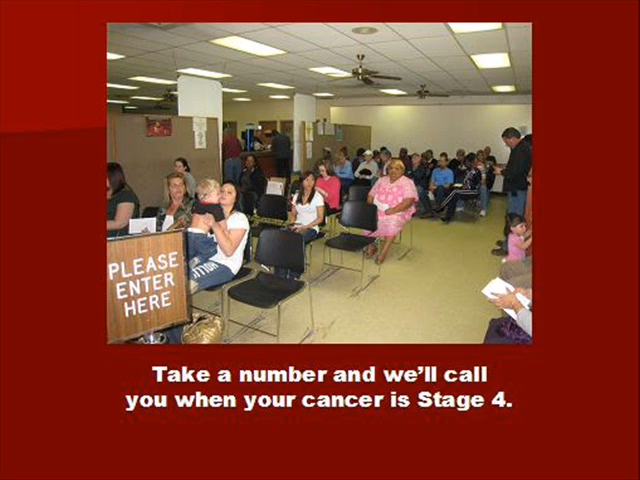 PLEASE
ENTER
HERE
Take a number and we'll call
you when your cancer is Stage 4.